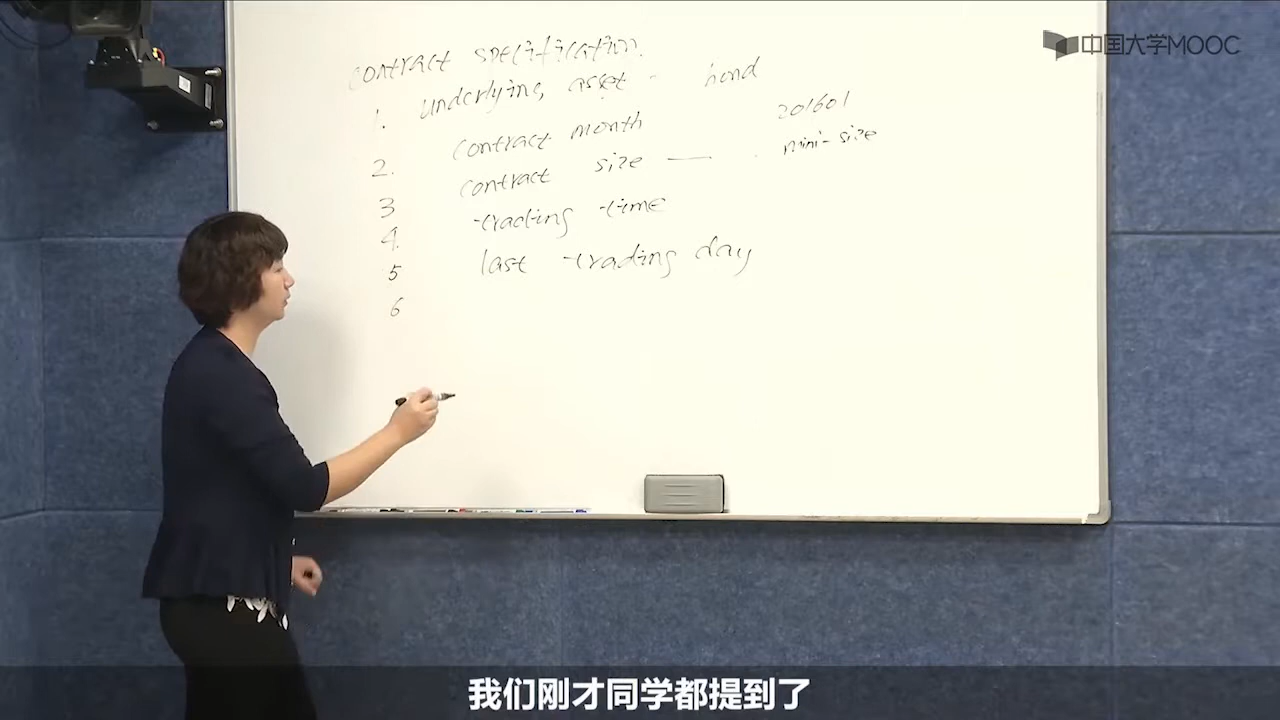 中国大学MOOC
contract specification.
1. underlying asset - bond
2. contract month 201601
3 contract size — mini-size
4. trading time
5 last trading day
6
我们刚才同学都提到了